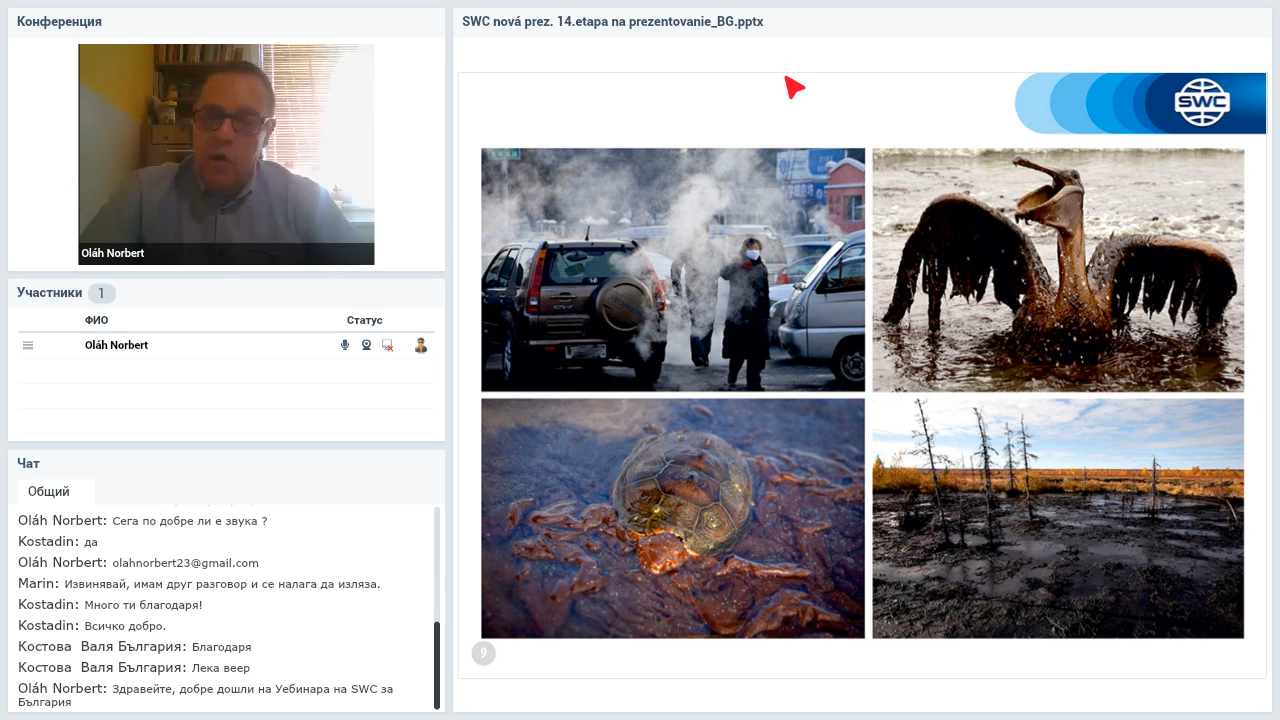 Конференция
Oláh Norbert
Участники 1
ФИО Статус
Oláh Norbert
Чат
Общий
Oláh Norbert: Сега по добре ли е звука ?
Kostadin: да
Oláh Norbert: olahnorbert23@gmail.com
Marin: Извинявай, имам друг разговор и се налага да изляза.
Kostadin: Много ти благодаря!
Kostadin: Всичко добро.
Костова Валя България: Благодаря
Костова Валя България: Лека веер
Oláh Norbert: Здравейте, добре дошли на Уебинара на SWC за
България
SWC nová prez. 14.etapa na prezentovanie_BG.pptx
SWC
9